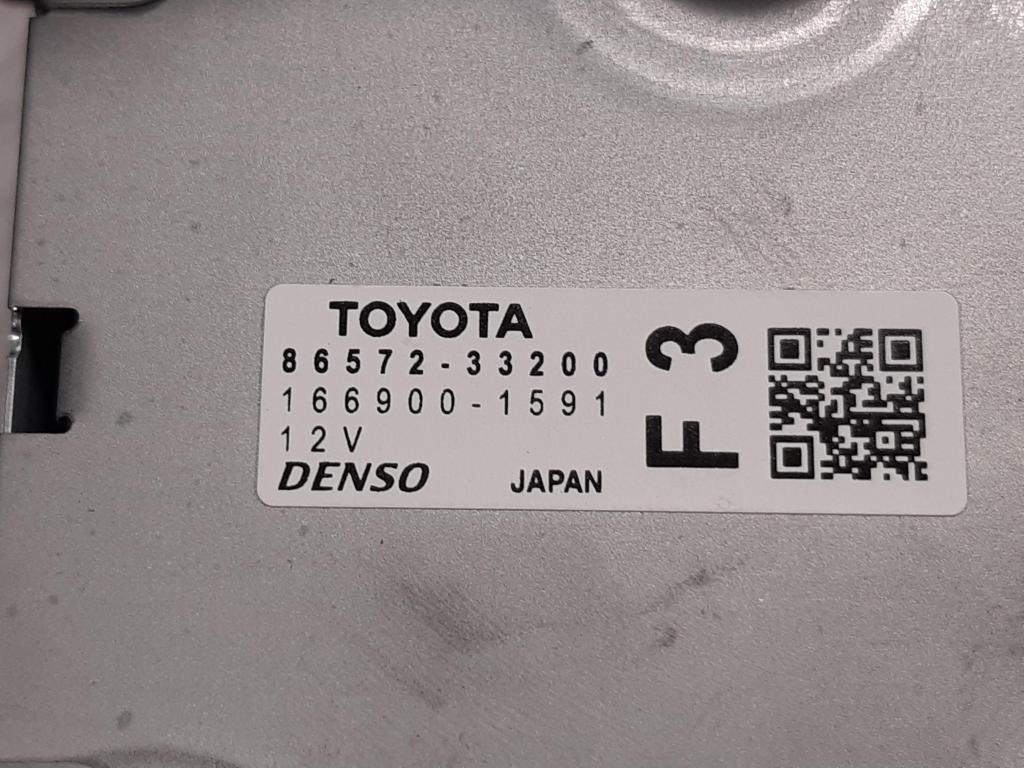 TOYOTA
86572-33200
166900-1591
12V
DENSO JAPAN
F3